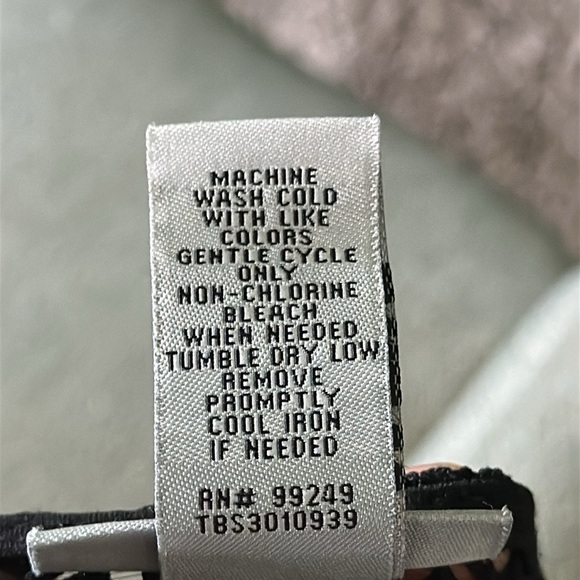 MACHINE
WASH COLD
WITH LIKE
COLORS
GENTLE CYCLE
ONLY
NON-CHLORINE
BLEACH
WHEN NEEDED
TUMBLE DRY LOW
REMOVE
PROMPTLY
COOL IRON
IF NEEDED
RN# 99249
TBS3010939